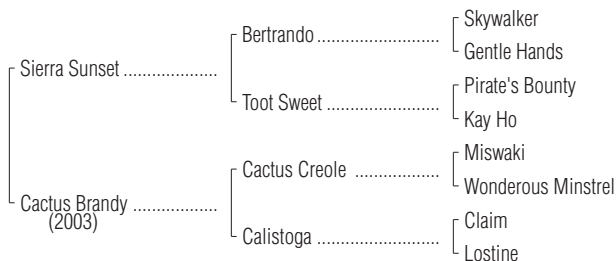 Skywalker
Bertrando ..........................
Gentle Hands
Sierra Sunset ....................
Pirate's Bounty
Toot Sweet ........................
Kay Ho
Miswaki
Cactus Creole ..................
Wonderous Minstrel
Cactus Brandy ..................
(2003)
Claim
Calistoga ..........................
Lostine